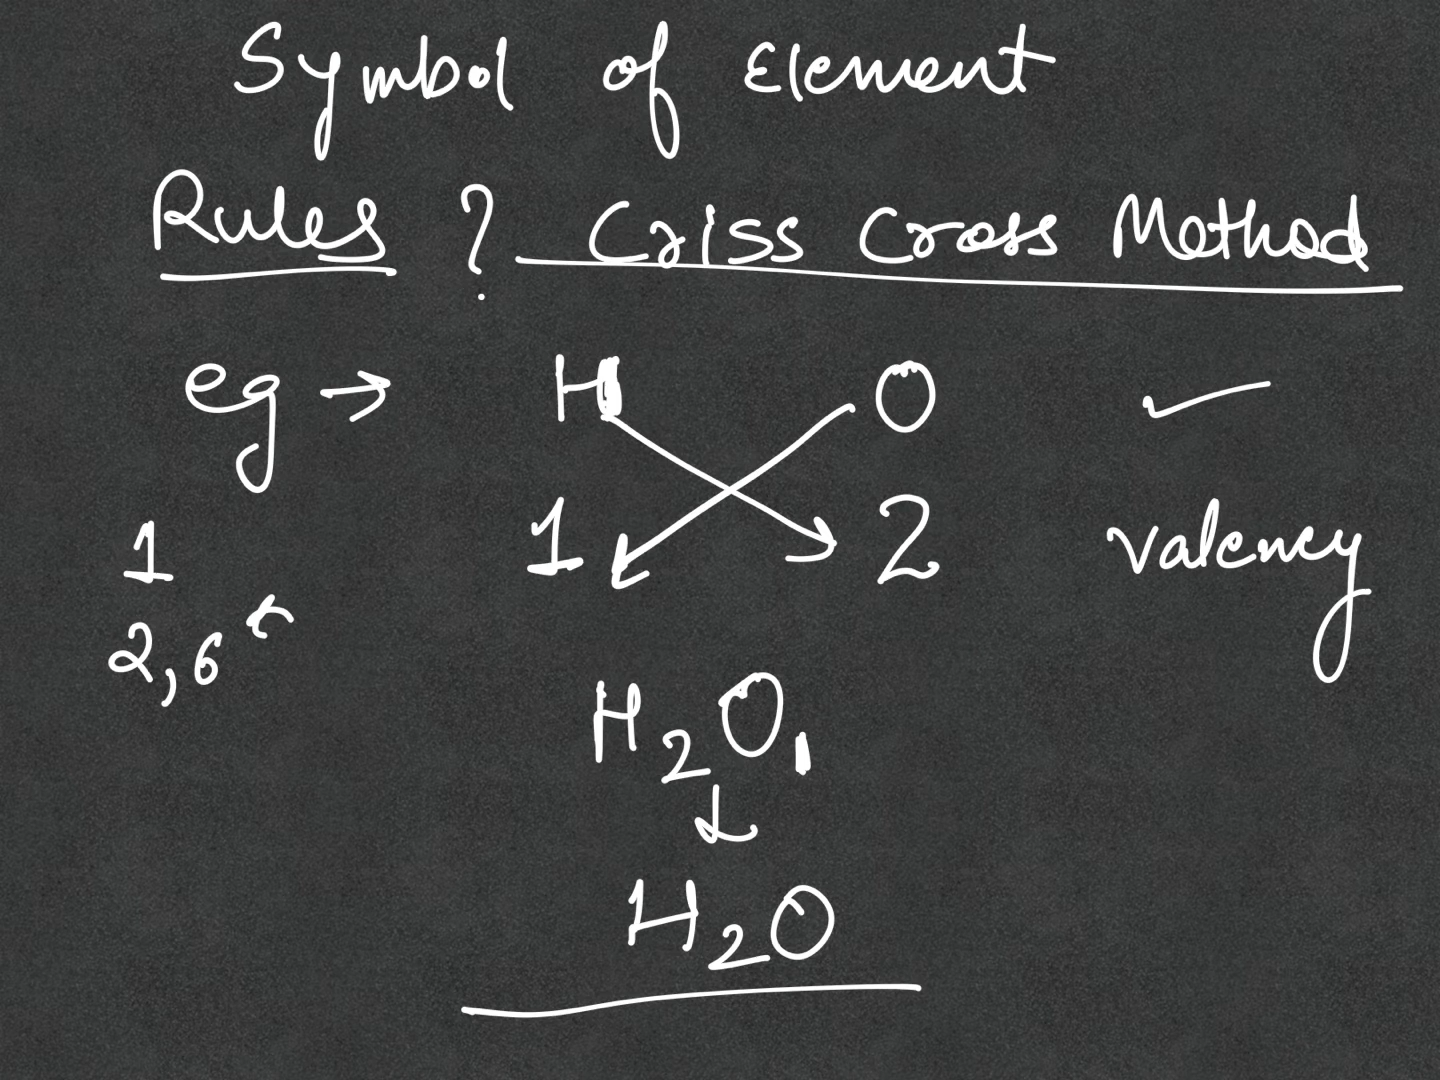 Symbol of Element
Rules ? Criss Cross Method
eg → H O ✓
1 1 2 valency
2,6
H₂O₁
↓
H₂O